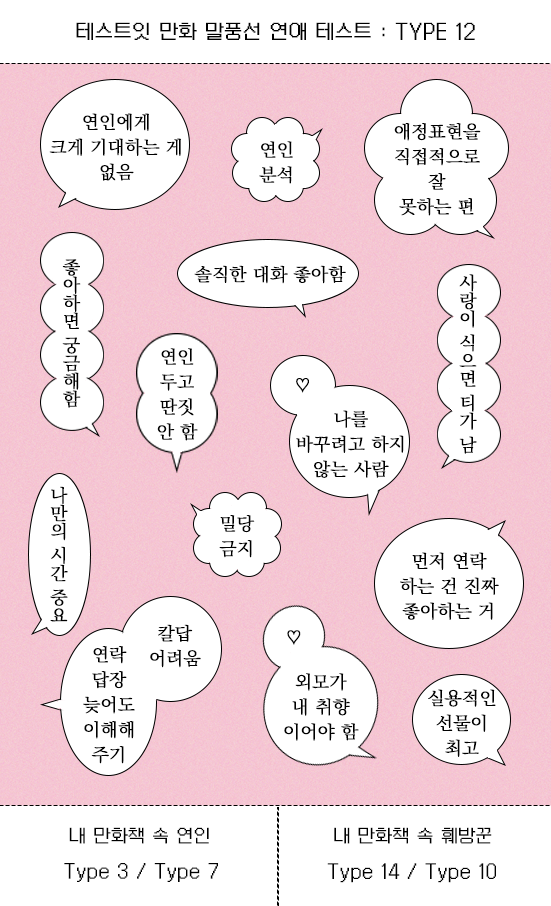 테스트잇 만화 말풍선 연애 테스트 : TYPE 12
연인에게
크게 기대하는 게
없음
연인
분석
애정표현을
직접적으로
잘
못하는 편
좋아하면 궁금해함
솔직한 대화 좋아함
사랑이 식으면 티가 남
연인
두고
딴짓
안 함
♡
나를
바꾸려고 하지
않는 사람
나만의 시간 중요
밀당
금지
먼저 연락
하는 건 진짜
좋아하는 거
칼답
어려움
연락
답장
늦어도
이해해
주기
♡
외모가
내 취향
이어야 함
실용적인
선물이
최고
내 만화책 속 연인
Type 3 / Type 7
내 만화책 속 훼방꾼
Type 14 / Type 10